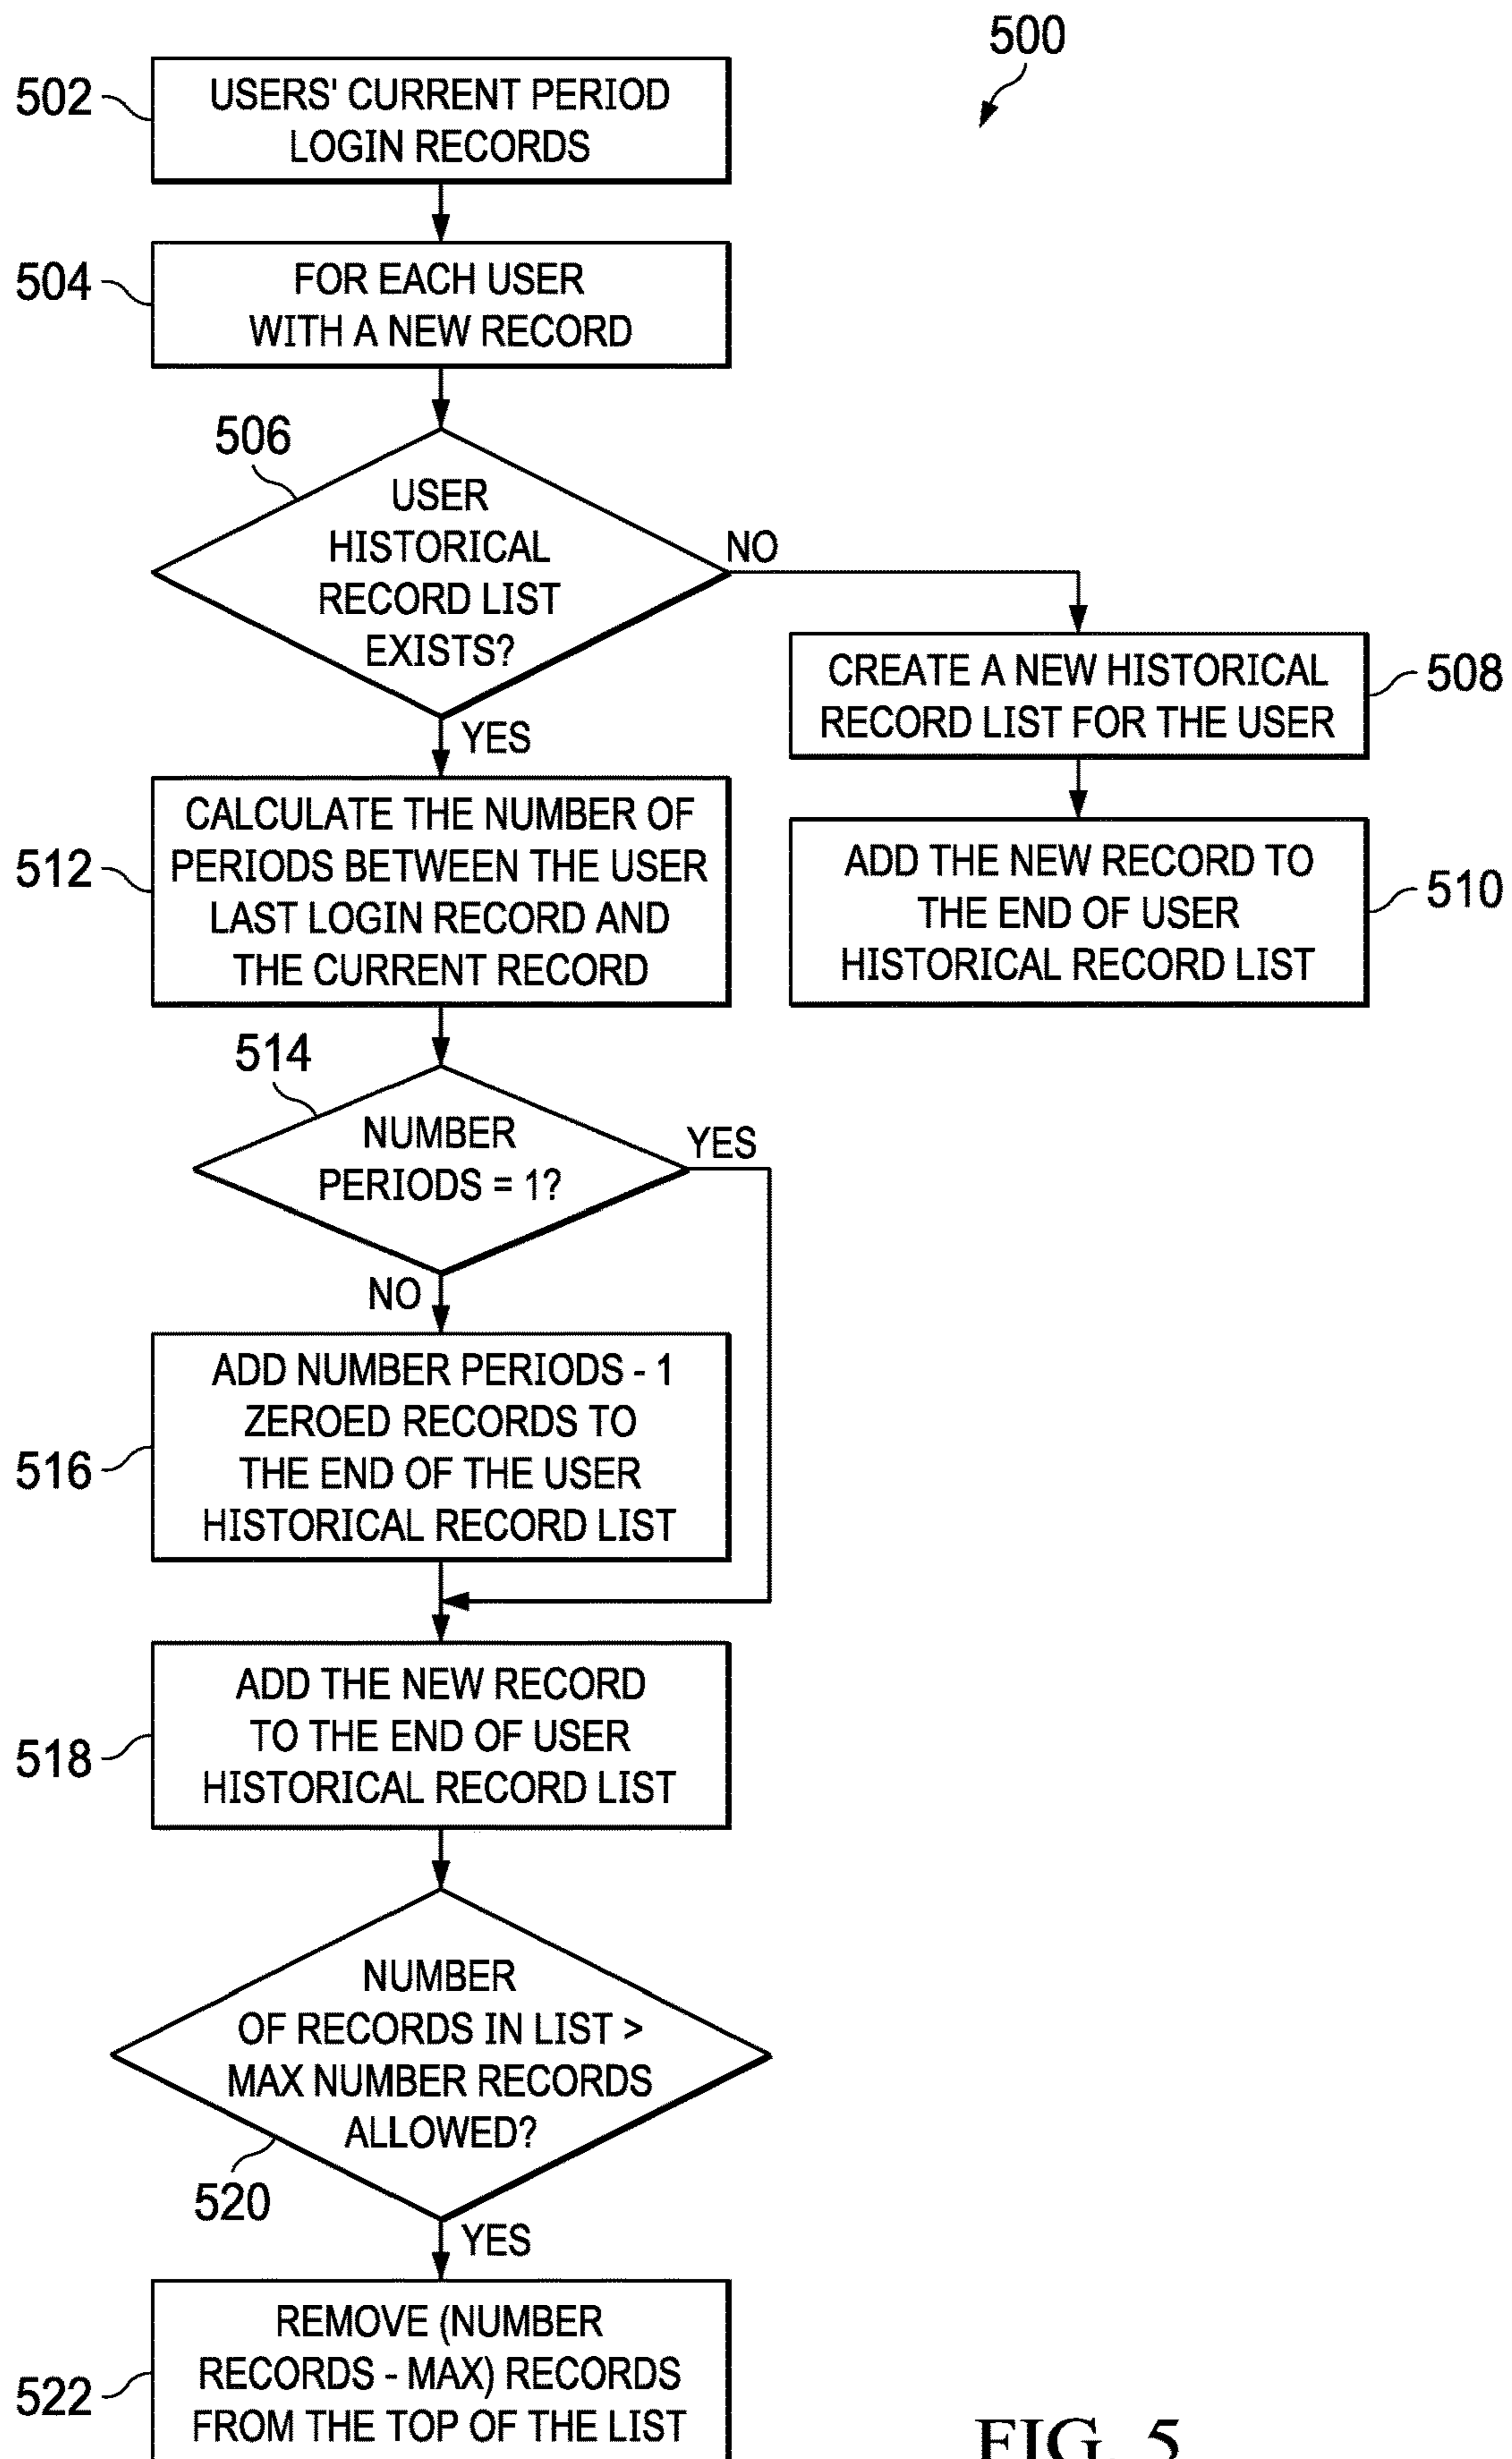 500
502
USERS' CURRENT PERIOD
LOGIN RECORDS
504
FOR EACH USER
WITH A NEW RECORD
506
USER
HISTORICAL
RECORD LIST
EXISTS?
NO
YES
CREATE A NEW HISTORICAL
RECORD LIST FOR THE USER
508
ADD THE NEW RECORD TO
THE END OF USER
HISTORICAL RECORD LIST
510
512
CALCULATE THE NUMBER OF
PERIODS BETWEEN THE USER
LAST LOGIN RECORD AND
THE CURRENT RECORD
514
NUMBER
PERIODS = 1?
YES
NO
516
ADD NUMBER PERIODS - 1
ZEROED RECORDS TO
THE END OF THE USER
HISTORICAL RECORD LIST
518
ADD THE NEW RECORD
TO THE END OF USER
HISTORICAL RECORD LIST
NUMBER
OF RECORDS IN LIST >
MAX NUMBER RECORDS
ALLOWED?
520
YES
522
REMOVE (NUMBER
RECORDS - MAX) RECORDS
FROM THE TOP OF THE LIST
FIG. 5